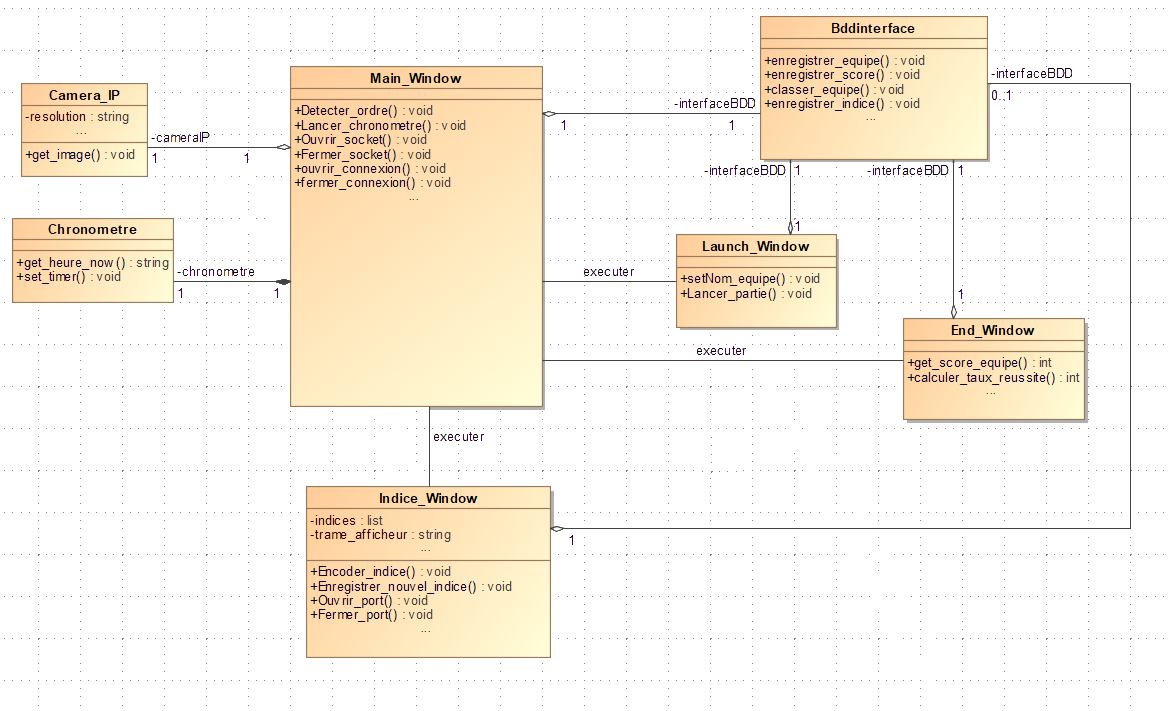 Camera_IP
-resolution : string
...
+get_image() : void
-cameraIP
1
1
Chronometre
+get_heure_now() : string
+set_timer() : void
-chronometre
1
1
Main_Window
+Detecter_ordre() : void
+Lancer_chronometre() : void
+Ouvrir_socket() : void
+Fermer_socket() : void
+ouvrir_connexion() : void
+fermer_connexion() : void
...
-interfaceBDD
1
1
Bddinterface
+enregistrer_equipe() : void
+enregistrer_score() : void
+classer_equipe() : void
+enregistrer_indice() : void
...
-interfaceBDD
0..1
-interfaceBDD
1
1
-interfaceBDD
1
1
Launch_Window
+setNom_equipe() : void
+Lancer_partie() : void
executer
End_Window
+get_score_equipe() : int
+calculer_taux_reussite() : int
...
executer
executer
Indice_Window
-indices : list
-trame_afficheur : string
...
+Encoder_indice() : void
+Enregistrer_nouvel_indice() : void
+Ouvrir_port() : void
+Fermer_port() : void
...
1